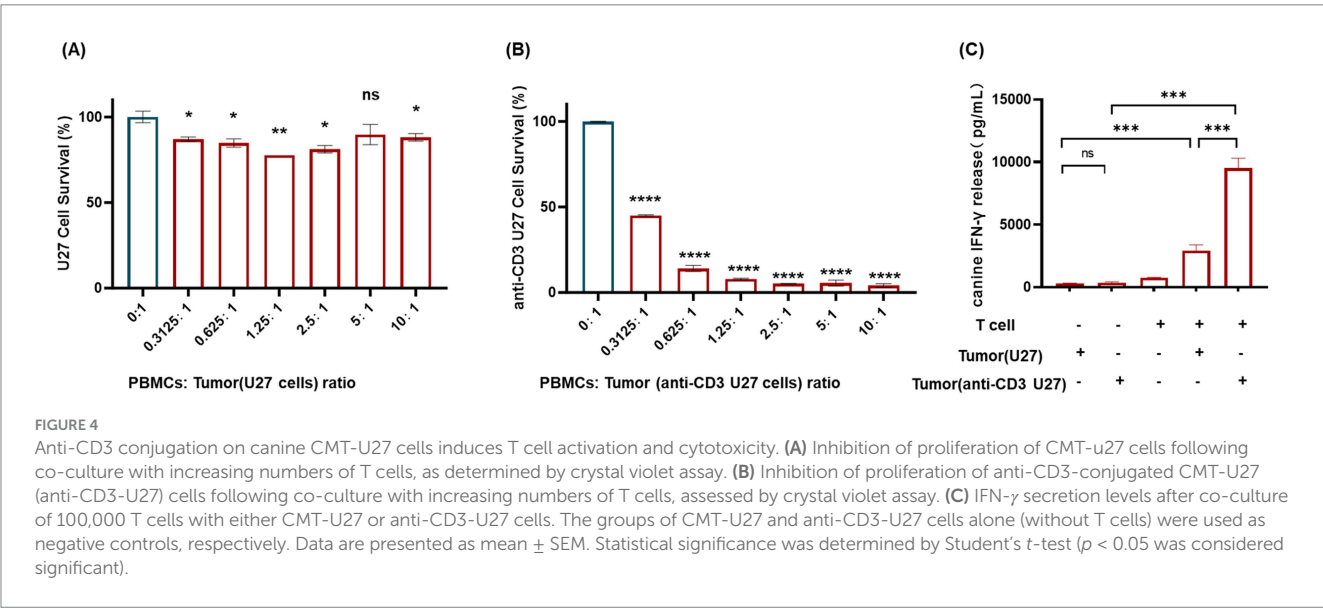 (A)
U27 Cell Survival (%)
100
50
0
*
*
**
*
ns
*
0:1
0.3125: 1
0.625: 1
1.25: 1
2.5: 1
5: 1
10: 1
PBMCs: Tumor(U27 cells) ratio
(B)
anti-CD3 U27 Cell Survival (%)
100
50
0
****
****
****
****
****
****
0: 1
0.3125: 1
0.625: 1
1.25: 1
2.5: 1
5: 1
10: 1
PBMCs: Tumor (anti-CD3 U27 cells) ratio
(C)
canine IFN-γ release( pg/mL)
15000
10000
5000
0
***
***
***
ns
T cell - - + + +
Tumor(U27) + - - + -
Tumor(anti-CD3 U27) - + - - +
FIGURE 4
Anti-CD3 conjugation on canine CMT-U27 cells induces T cell activation and cytotoxicity. (A) Inhibition of proliferation of CMT-u27 cells following
co-culture with increasing numbers of T cells, as determined by crystal violet assay. (B) Inhibition of proliferation of anti-CD3-conjugated CMT-U27
(anti-CD3-U27) cells following co-culture with increasing numbers of T cells, assessed by crystal violet assay. (C) IFN-γ secretion levels after co-culture
of 100,000 T cells with either CMT-U27 or anti-CD3-U27 cells. The groups of CMT-U27 and anti-CD3-U27 cells alone (without T cells) were used as
negative controls, respectively. Data are presented as mean ± SEM. Statistical significance was determined by Student's t-test (p < 0.05 was considered
significant).